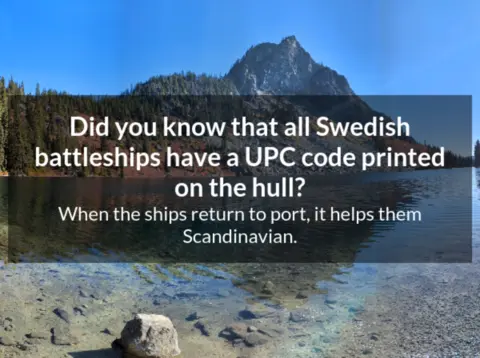 Did you know that all Swedish
battleships have a UPC code printed
on the hull?
When the ships return to port, it helps them
Scandinavian.